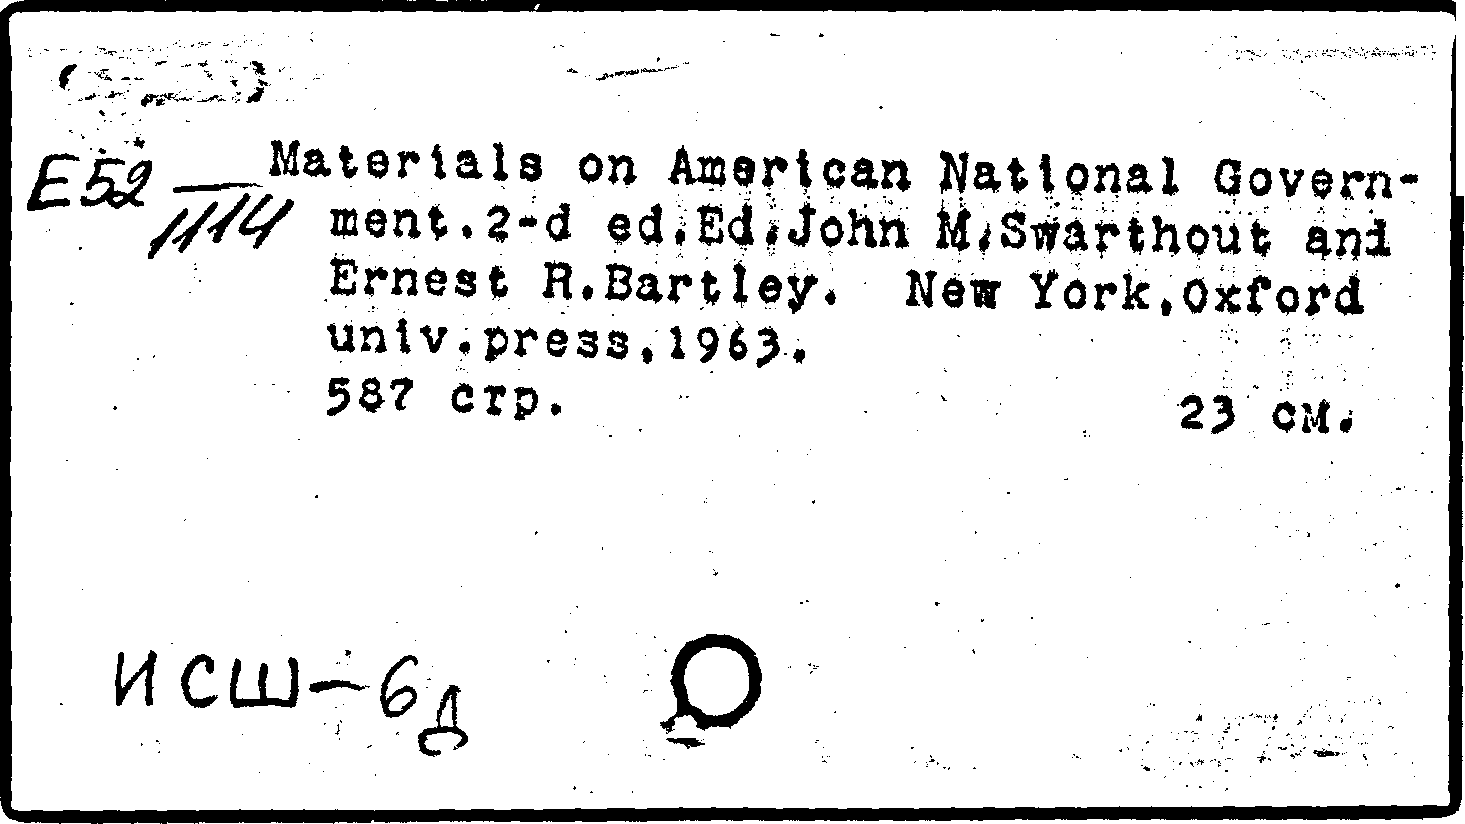 E52 — Materials on American National Govern-
1114 ment.2-d ed.Ed.John M.Swarthout and
Ernest R.Bartley. New York,Oxford
univ.press,1963.
587 стр. 23 см.
ИСШ-6д